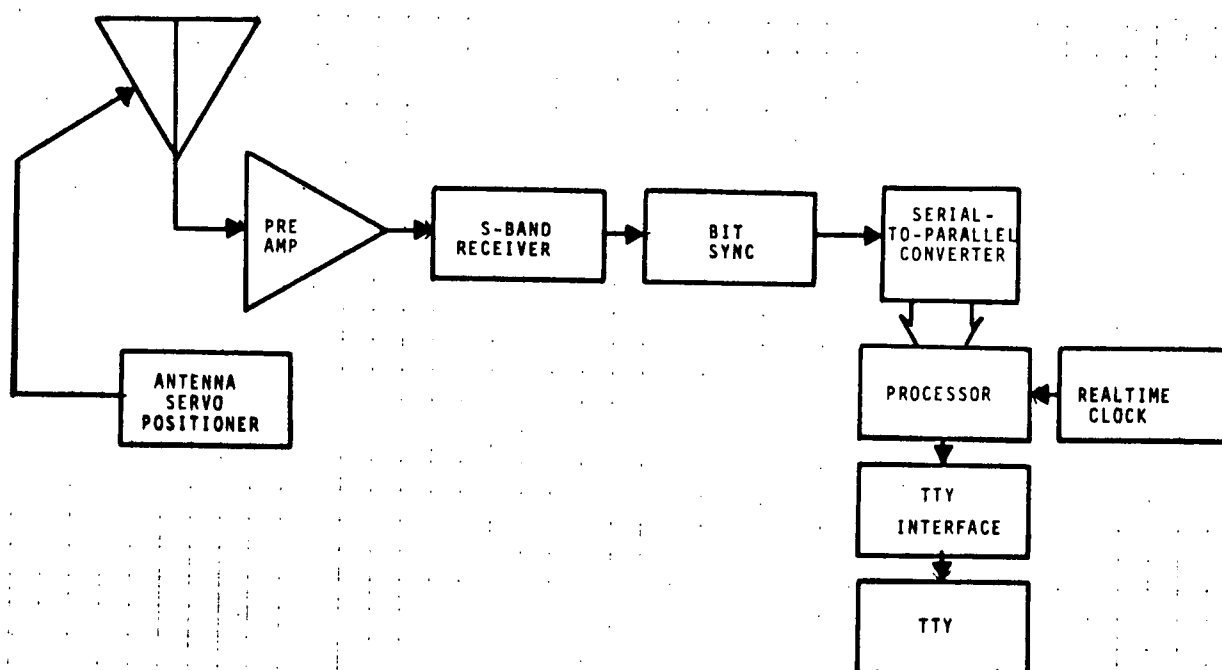 PRE
AMP
S-BAND
RECEIVER
BIT
SYNC
SERIAL-
TO-PARALLEL
CONVERTER
ANTENNA
SERVO
POSITIONER
PROCESSOR
REALTIME
CLOCK
TTY
INTERFACE
TTY